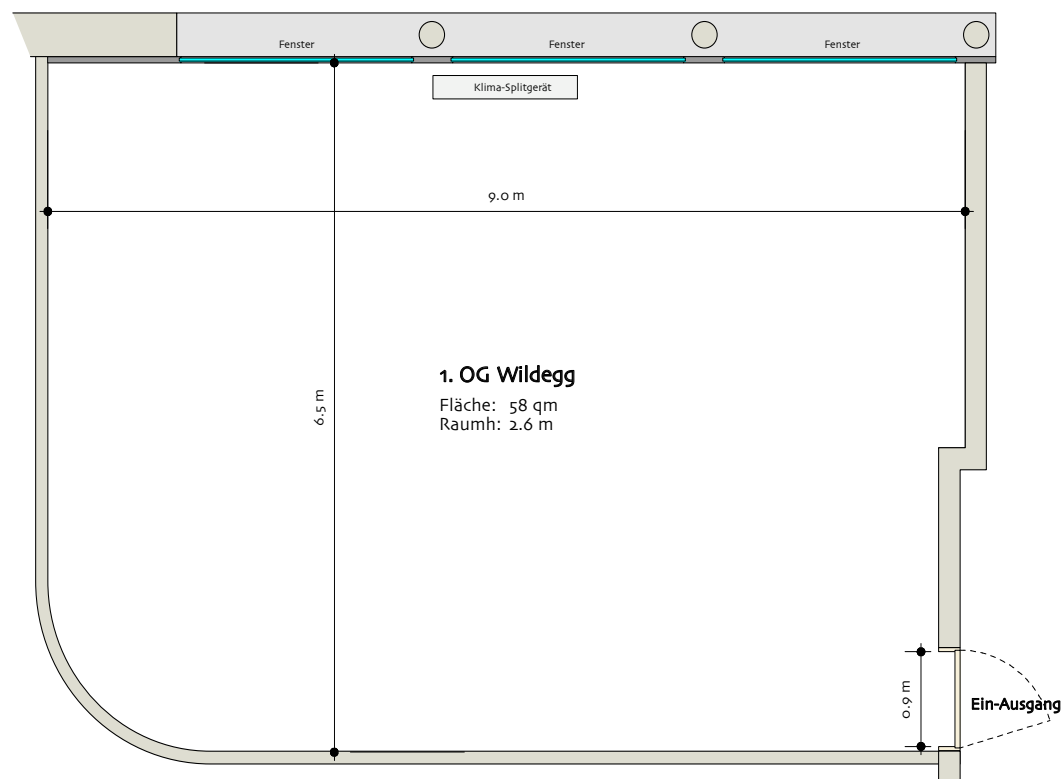 Fenster
Fenster
Fenster
Klima-Splitgerät
9.0 m
6.5 m
1. OG Wildegg
Fläche: 58 qm
Raumh: 2.6 m
0.9 m
Ein-Ausgang